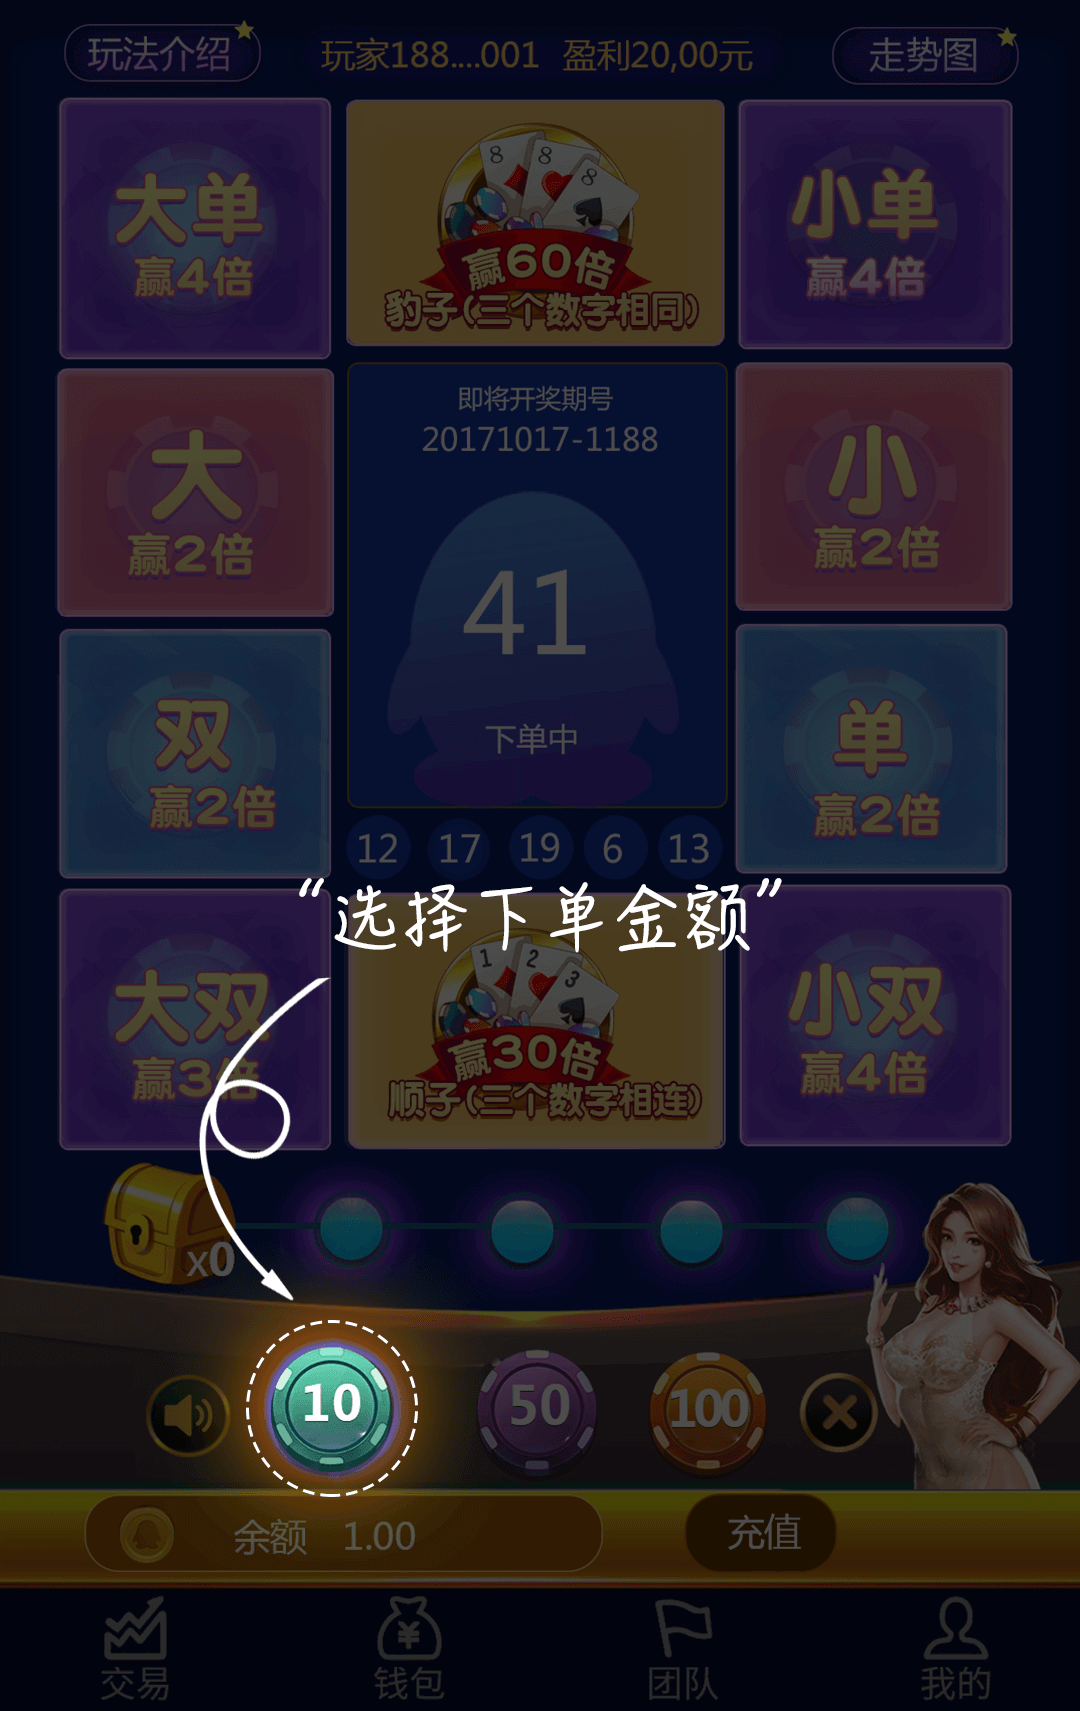 玩法介绍
玩家188....001 盈利20,00元
走势图
大单
赢4倍
8 8 8
赢60倍
豹子(三个数字相同)
小单
赢4倍
大
赢2倍
即将开奖期号
20171017-1188
41
下单中
小
赢2倍
双
赢2倍
单
赢2倍
12 17 19 6 13
“选择下单金额”
大双
赢3倍
1 2 3
赢30倍
顺子(三个数字相连)
小双
赢4倍
x0
10
50
100
余额 1.00
充值
交易
钱包
团队
我的